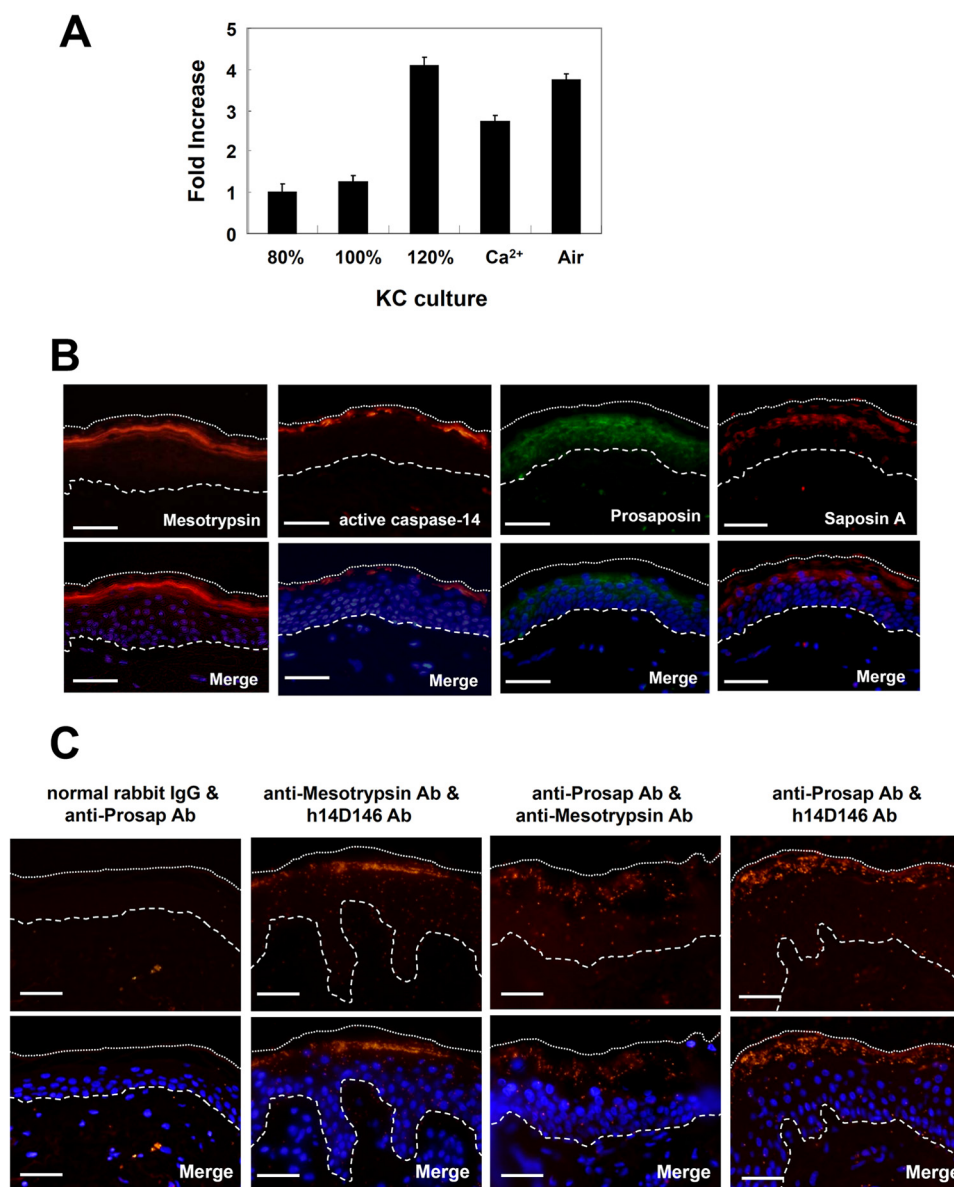 A
5
4
3
2
1
0
Fold Increase
80% 100% 120% Ca²⁺ Air
KC culture
B
Mesotrypsin
active caspase-14
Prosaposin
Saposin A
Merge
Merge
Merge
Merge
C
normal rabbit IgG &
anti-Prosap Ab
anti-Mesotrypsin Ab &
h14D146 Ab
anti-Prosap Ab &
anti-Mesotrypsin Ab
anti-Prosap Ab &
h14D146 Ab
Merge
Merge
Merge
Merge